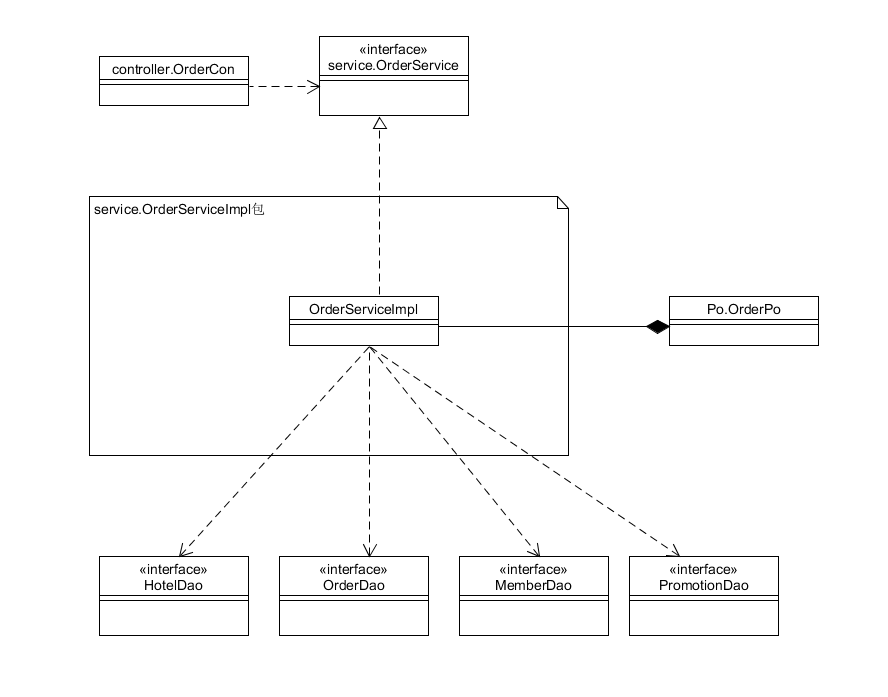 controller.OrderCon
«interface»
service.OrderService
service.OrderServiceImpl包
OrderServiceImpl
Po.OrderPo
«interface»
HotelDao
«interface»
OrderDao
«interface»
MemberDao
«interface»
PromotionDao